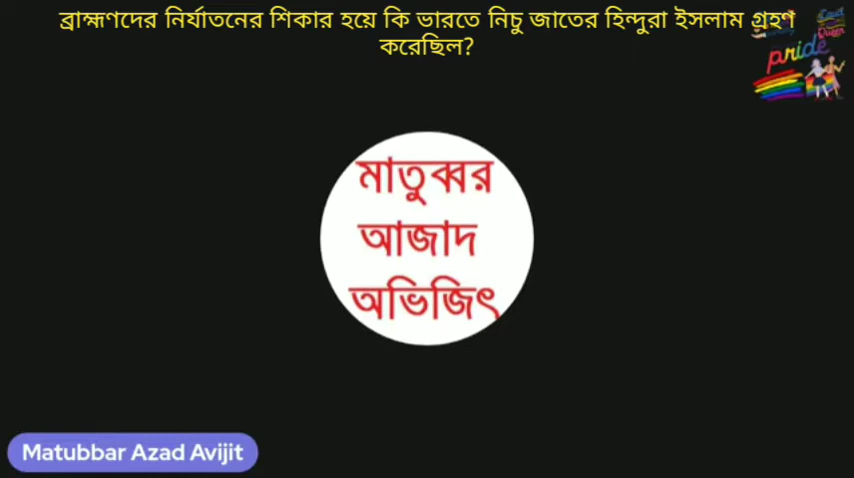 ব্রাহ্মণদের নির্যাতনের শিকার হয়ে কি ভারতে নিচু জাতের হিন্দুরা ইসলাম গ্রহণ
করেছিল?
pride
মাতুব্বর
আজাদ
অভিজিৎ
Matubbar Azad Avijit